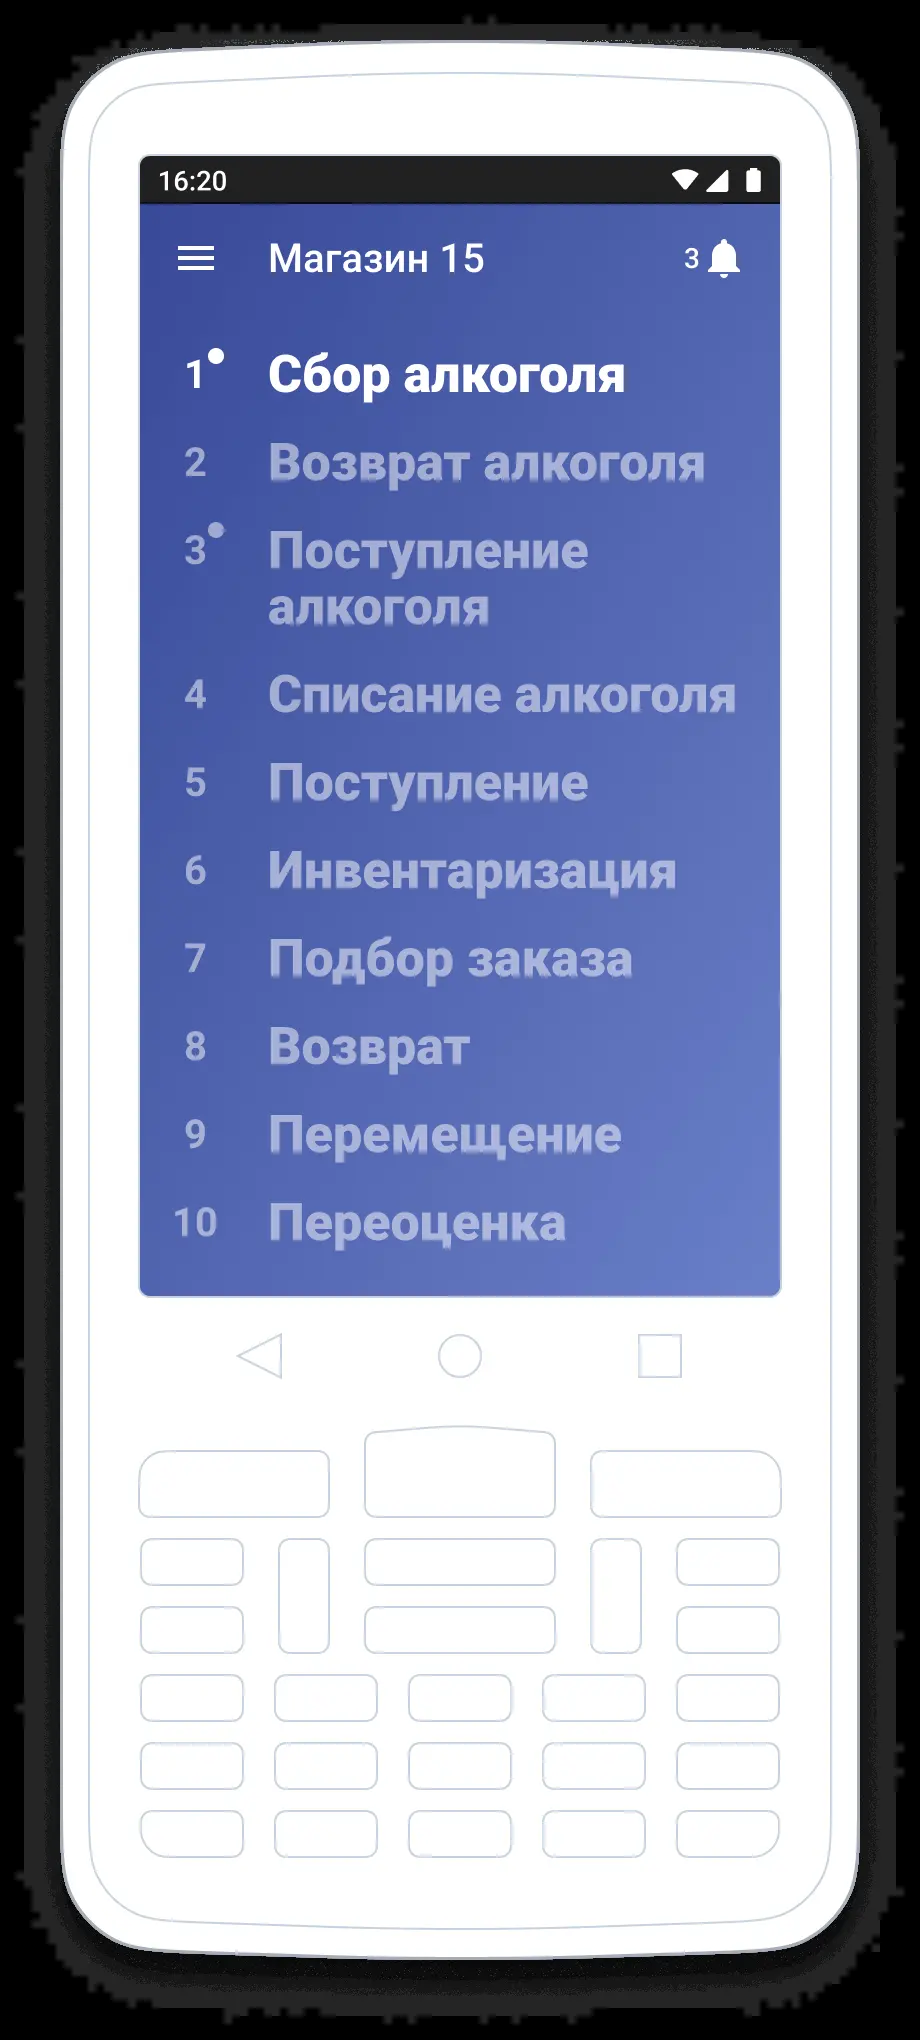 16:20
Магазин 15 3
1 Сбор алкоголя
2 Возврат алкоголя
3 Поступление
алкоголя
4 Списание алкоголя
5 Поступление
6 Инвентаризация
7 Подбор заказа
8 Возврат
9 Перемещение
10 Переоценка